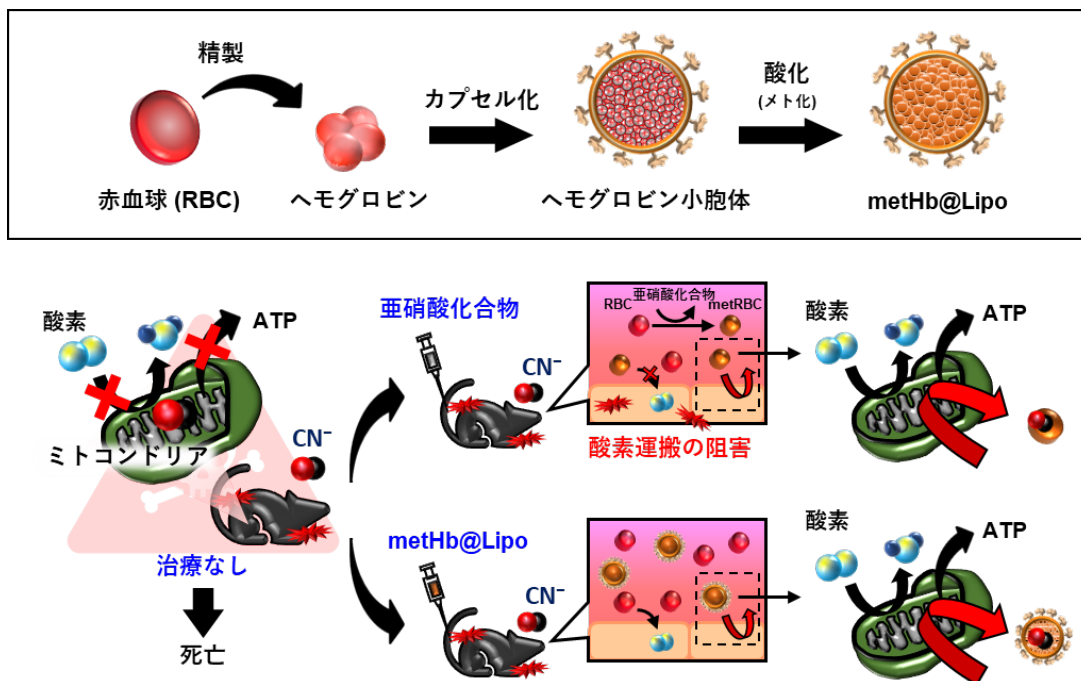 精製
カプセル化
酸化
(メト化)
赤血球 (RBC)
ヘモグロビン
ヘモグロビン小胞体
metHb@Lipo
酸素
ATP
ミトコンドリア
CN⁻
治療なし
死亡
亜硝酸化合物
CN⁻
RBC
亜硝酸化合物
metRBC
酸素運搬の阻害
酸素
ATP
metHb@Lipo
CN⁻
酸素
ATP